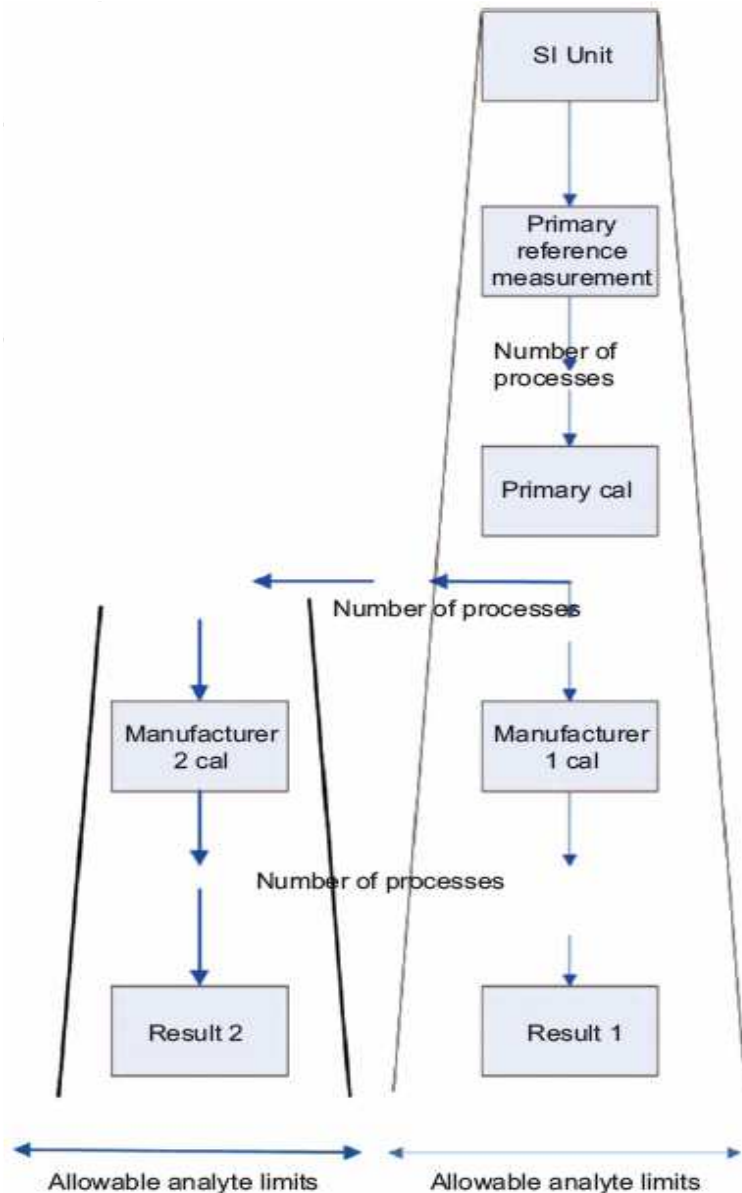 SI Unit
Primary
reference
measurement
Number of
processes
Primary cal
Number of processes
Manufacturer
2 cal
Manufacturer
1 cal
Number of processes
Result 2
Result 1
Allowable analyte limits
Allowable analyte limits